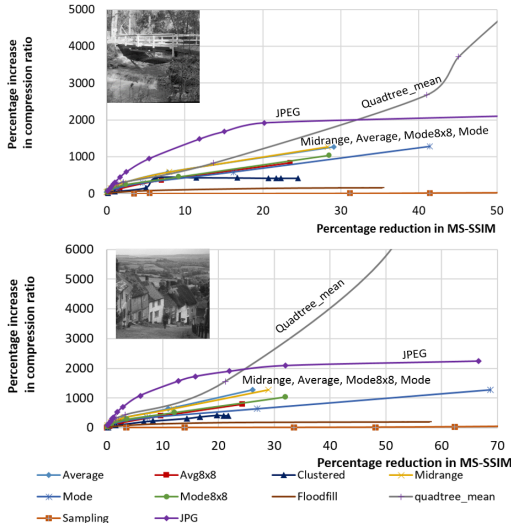 Percentage increase
in compression ratio
5000
4000
3000
2000
1000
0
Quadtree_mean
JPEG
Midrange, Average, Mode8x8, Mode
0 10 20 30 40 50
Percentage reduction in MS-SSIM
Percentage increase
in compression ratio
6000
5000
4000
3000
2000
1000
0
Quadtree_mean
JPEG
Midrange, Average, Mode8x8, Mode
0 10 20 30 40 50 60 70
Percentage reduction in MS-SSIM
Average Avg8x8 Clustered Midrange
Mode Mode8x8 Floodfill quadtree_mean
Sampling JPG